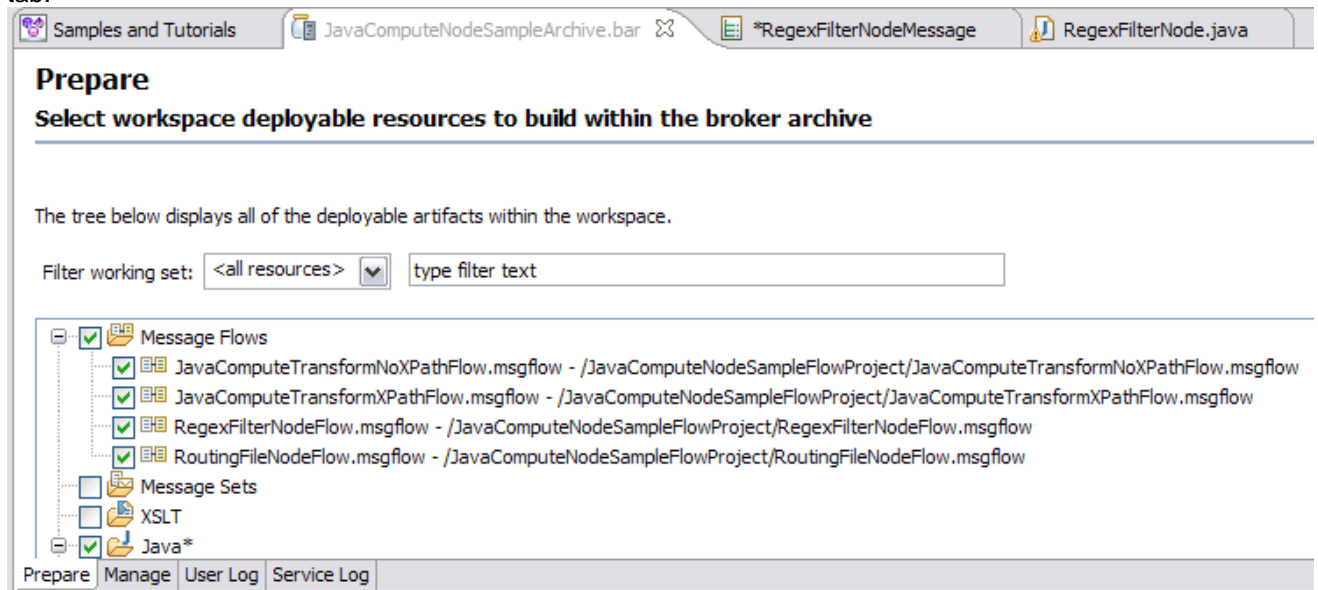 tab.
Samples and Tutorials JavaComputeNodeSampleArchive.bar *RegexFilterNodeMessage RegexFilterNode.java
Prepare
Select workspace deployable resources to build within the broker archive
The tree below displays all of the deployable artifacts within the workspace.
Filter working set: <all resources> type filter text
Message Flows
JavaComputeTransformNoXPathFlow.msgflow - /JavaComputeNodeSampleFlowProject/JavaComputeTransformNoXPathFlow.msgflow
JavaComputeTransformXPathFlow.msgflow - /JavaComputeNodeSampleFlowProject/JavaComputeTransformXPathFlow.msgflow
RegexFilterNodeFlow.msgflow - /JavaComputeNodeSampleFlowProject/RegexFilterNodeFlow.msgflow
RoutingFileNodeFlow.msgflow - /JavaComputeNodeSampleFlowProject/RoutingFileNodeFlow.msgflow
Message Sets
XSLT
Java*
Prepare Manage User Log Service Log